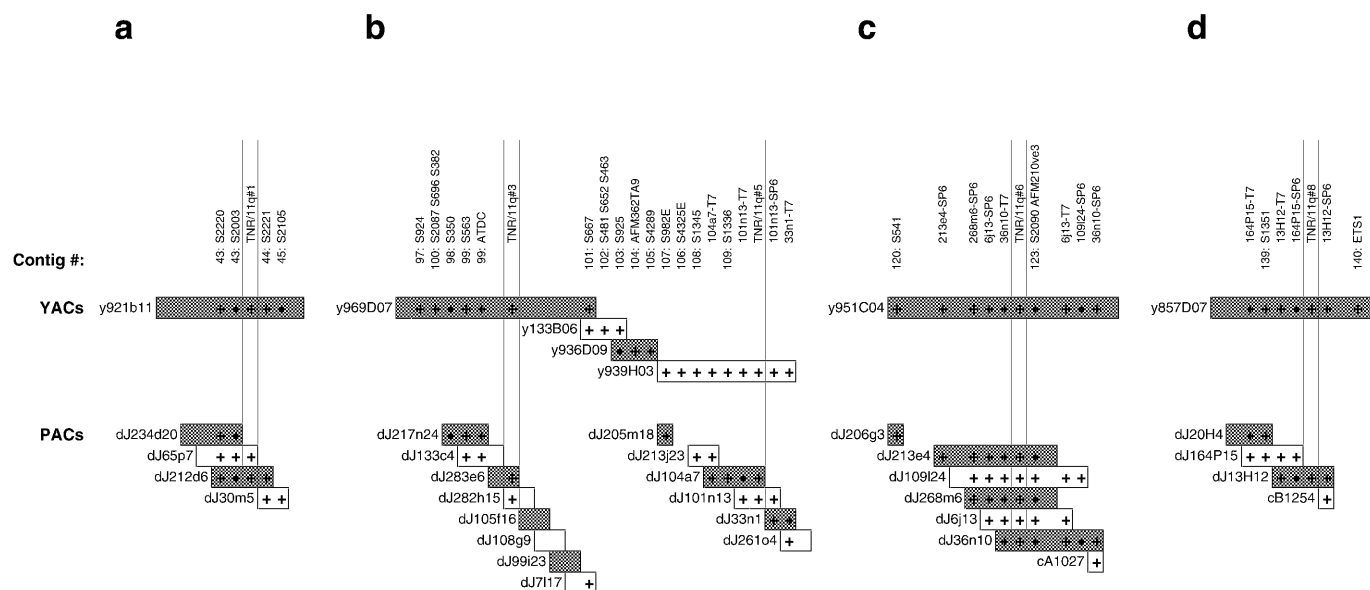 a
b
c
d
Contig #:
43: S2220
43: S2003
TNR/11q#1
44: S2221
45: S2105
97: S924
100: S2087 S696 S382
98: S350
99: S563
99: ATDC
TNR/11q#3
101: S667
102: S481 S652 S463
103: S925
104: AFM362TA9
105: S4289
107: S982E
106: S4325E
108: S1345
104a7-T7
109: S1336
101n13-T7
TNR/11q#5
101n13-SP6
33n1-T7
120: S541
213e4-SP6
268m6-SP6
6j13-SP6
36n10-T7
TNR/11q#6
123: S2090 AFM210ve3
6j13-T7
109l24-SP6
36n10-SP6
164P15-T7
139: S1351
13H12-T7
164P15-SP6
TNR/11q#8
13H12-SP6
140: ETS1
YACs
y921b11
y969D07
y133B06
y936D09
y939H03
y951C04
y857D07
PACs
dJ234d20
dJ65p7
dJ212d6
dJ30m5
dJ217n24
dJ133c4
dJ283e6
dJ282h15
dJ105f16
dJ108g9
dJ99i23
dJ7l17
dJ205m18
dJ213j23
dJ104a7
dJ101n13
dJ33n1
dJ261o4
dJ206g3
dJ213e4
dJ109l24
dJ268m6
dJ6j13
dJ36n10
cA1027
dJ20H4
dJ164P15
dJ13H12
cB1254